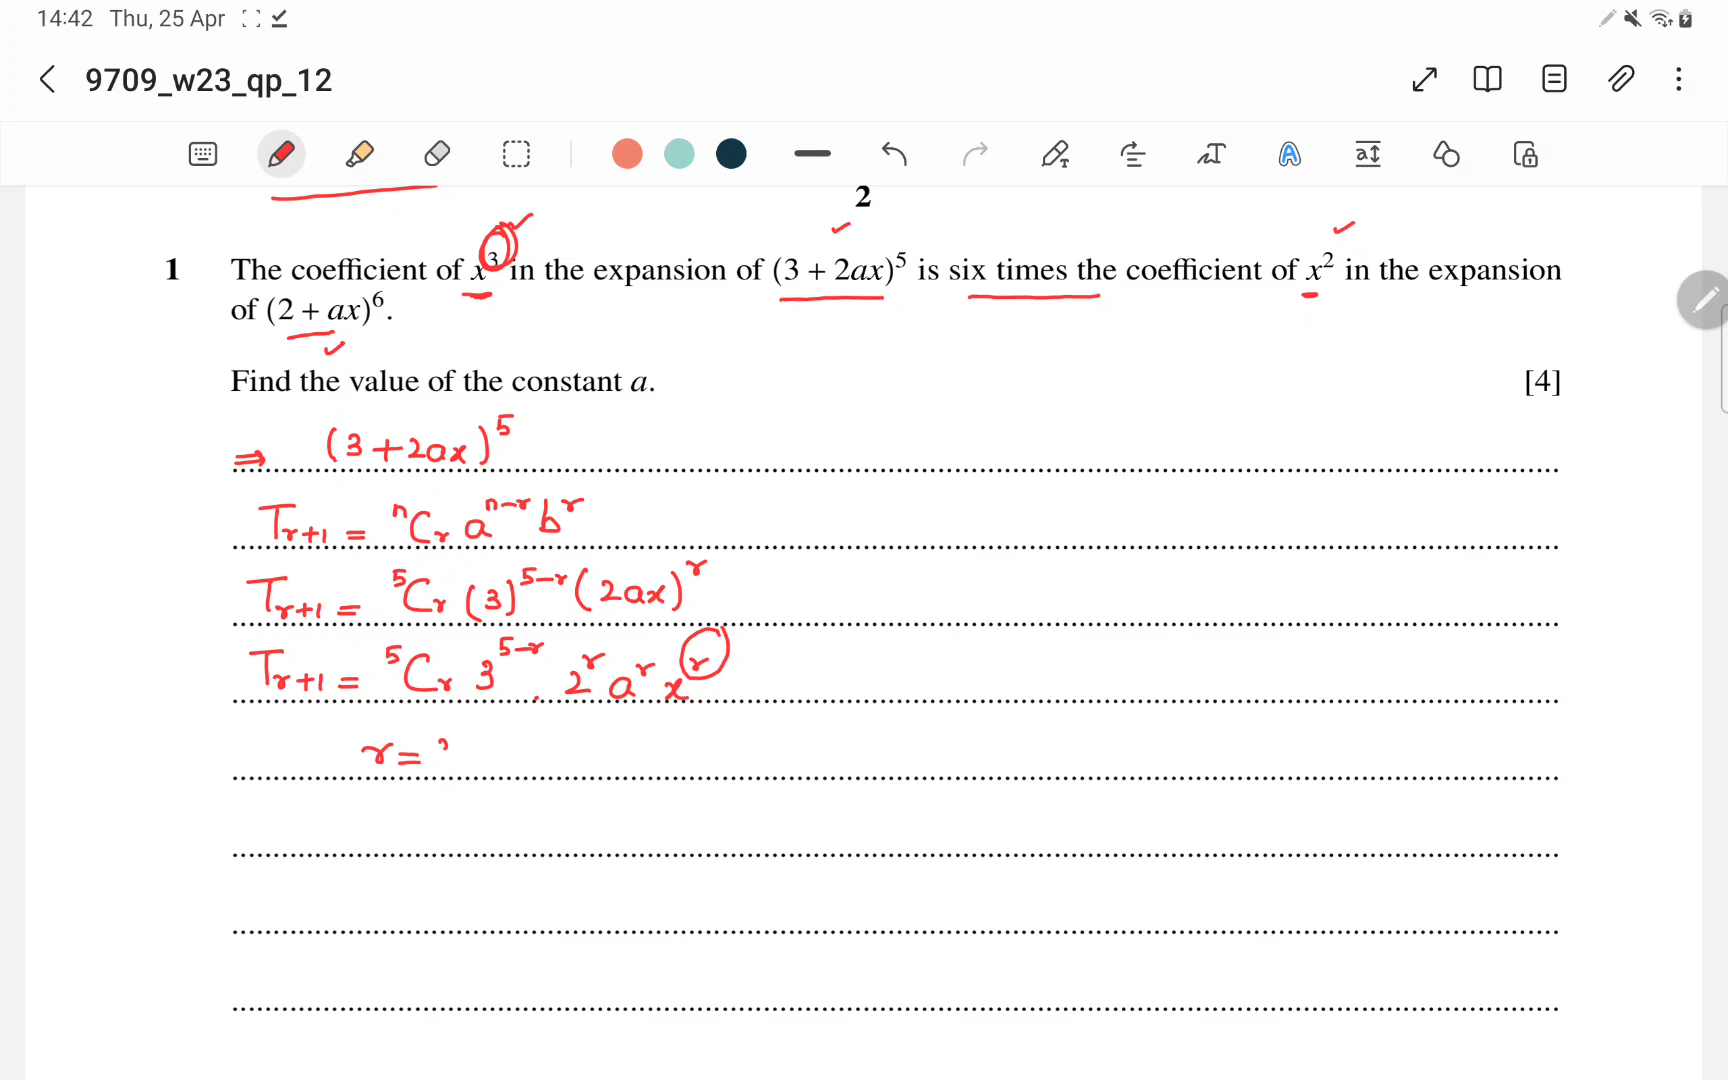 14:42 Thu, 25 Apr
9709_w23_qp_12
2
1 The coefficient of x³ in the expansion of (3 + 2ax)⁵ is six times the coefficient of x² in the expansion
of (2 + ax)⁶.
Find the value of the constant a. [4]
⇒ (3+2ax)⁵
Tᵣ₊₁ = ⁿCᵣ aⁿ⁻ʳ bʳ
Tᵣ₊₁ = ⁵Cᵣ (3)⁵⁻ʳ (2ax)ʳ
Tᵣ₊₁ = ⁵Cᵣ 3⁵⁻ʳ . 2ʳ aʳ xʳ
r =